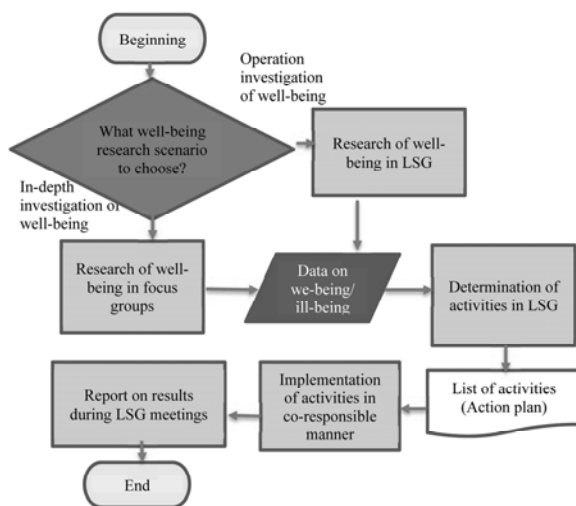 Beginning
Operation
investigation
of well-being
What well-being
research scenario
to choose?
Research of well-
being in LSG
In-depth
investigation of
well-being
Research of well-
being in focus
groups
Data on
we-being/
ill-being
Determination of
activities in LSG
List of activities
(Action plan)
Implementation
of activities in
co-responsible
manner
Report on results
during LSG meetings
End